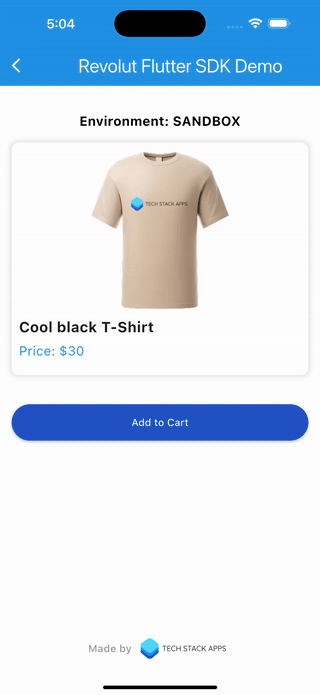 5:04
Revolut Flutter SDK Demo
Environment: SANDBOX
TECH STACK APPS
Cool black T-Shirt
Price: $30
Add to Cart
Made by TECH STACK APPS